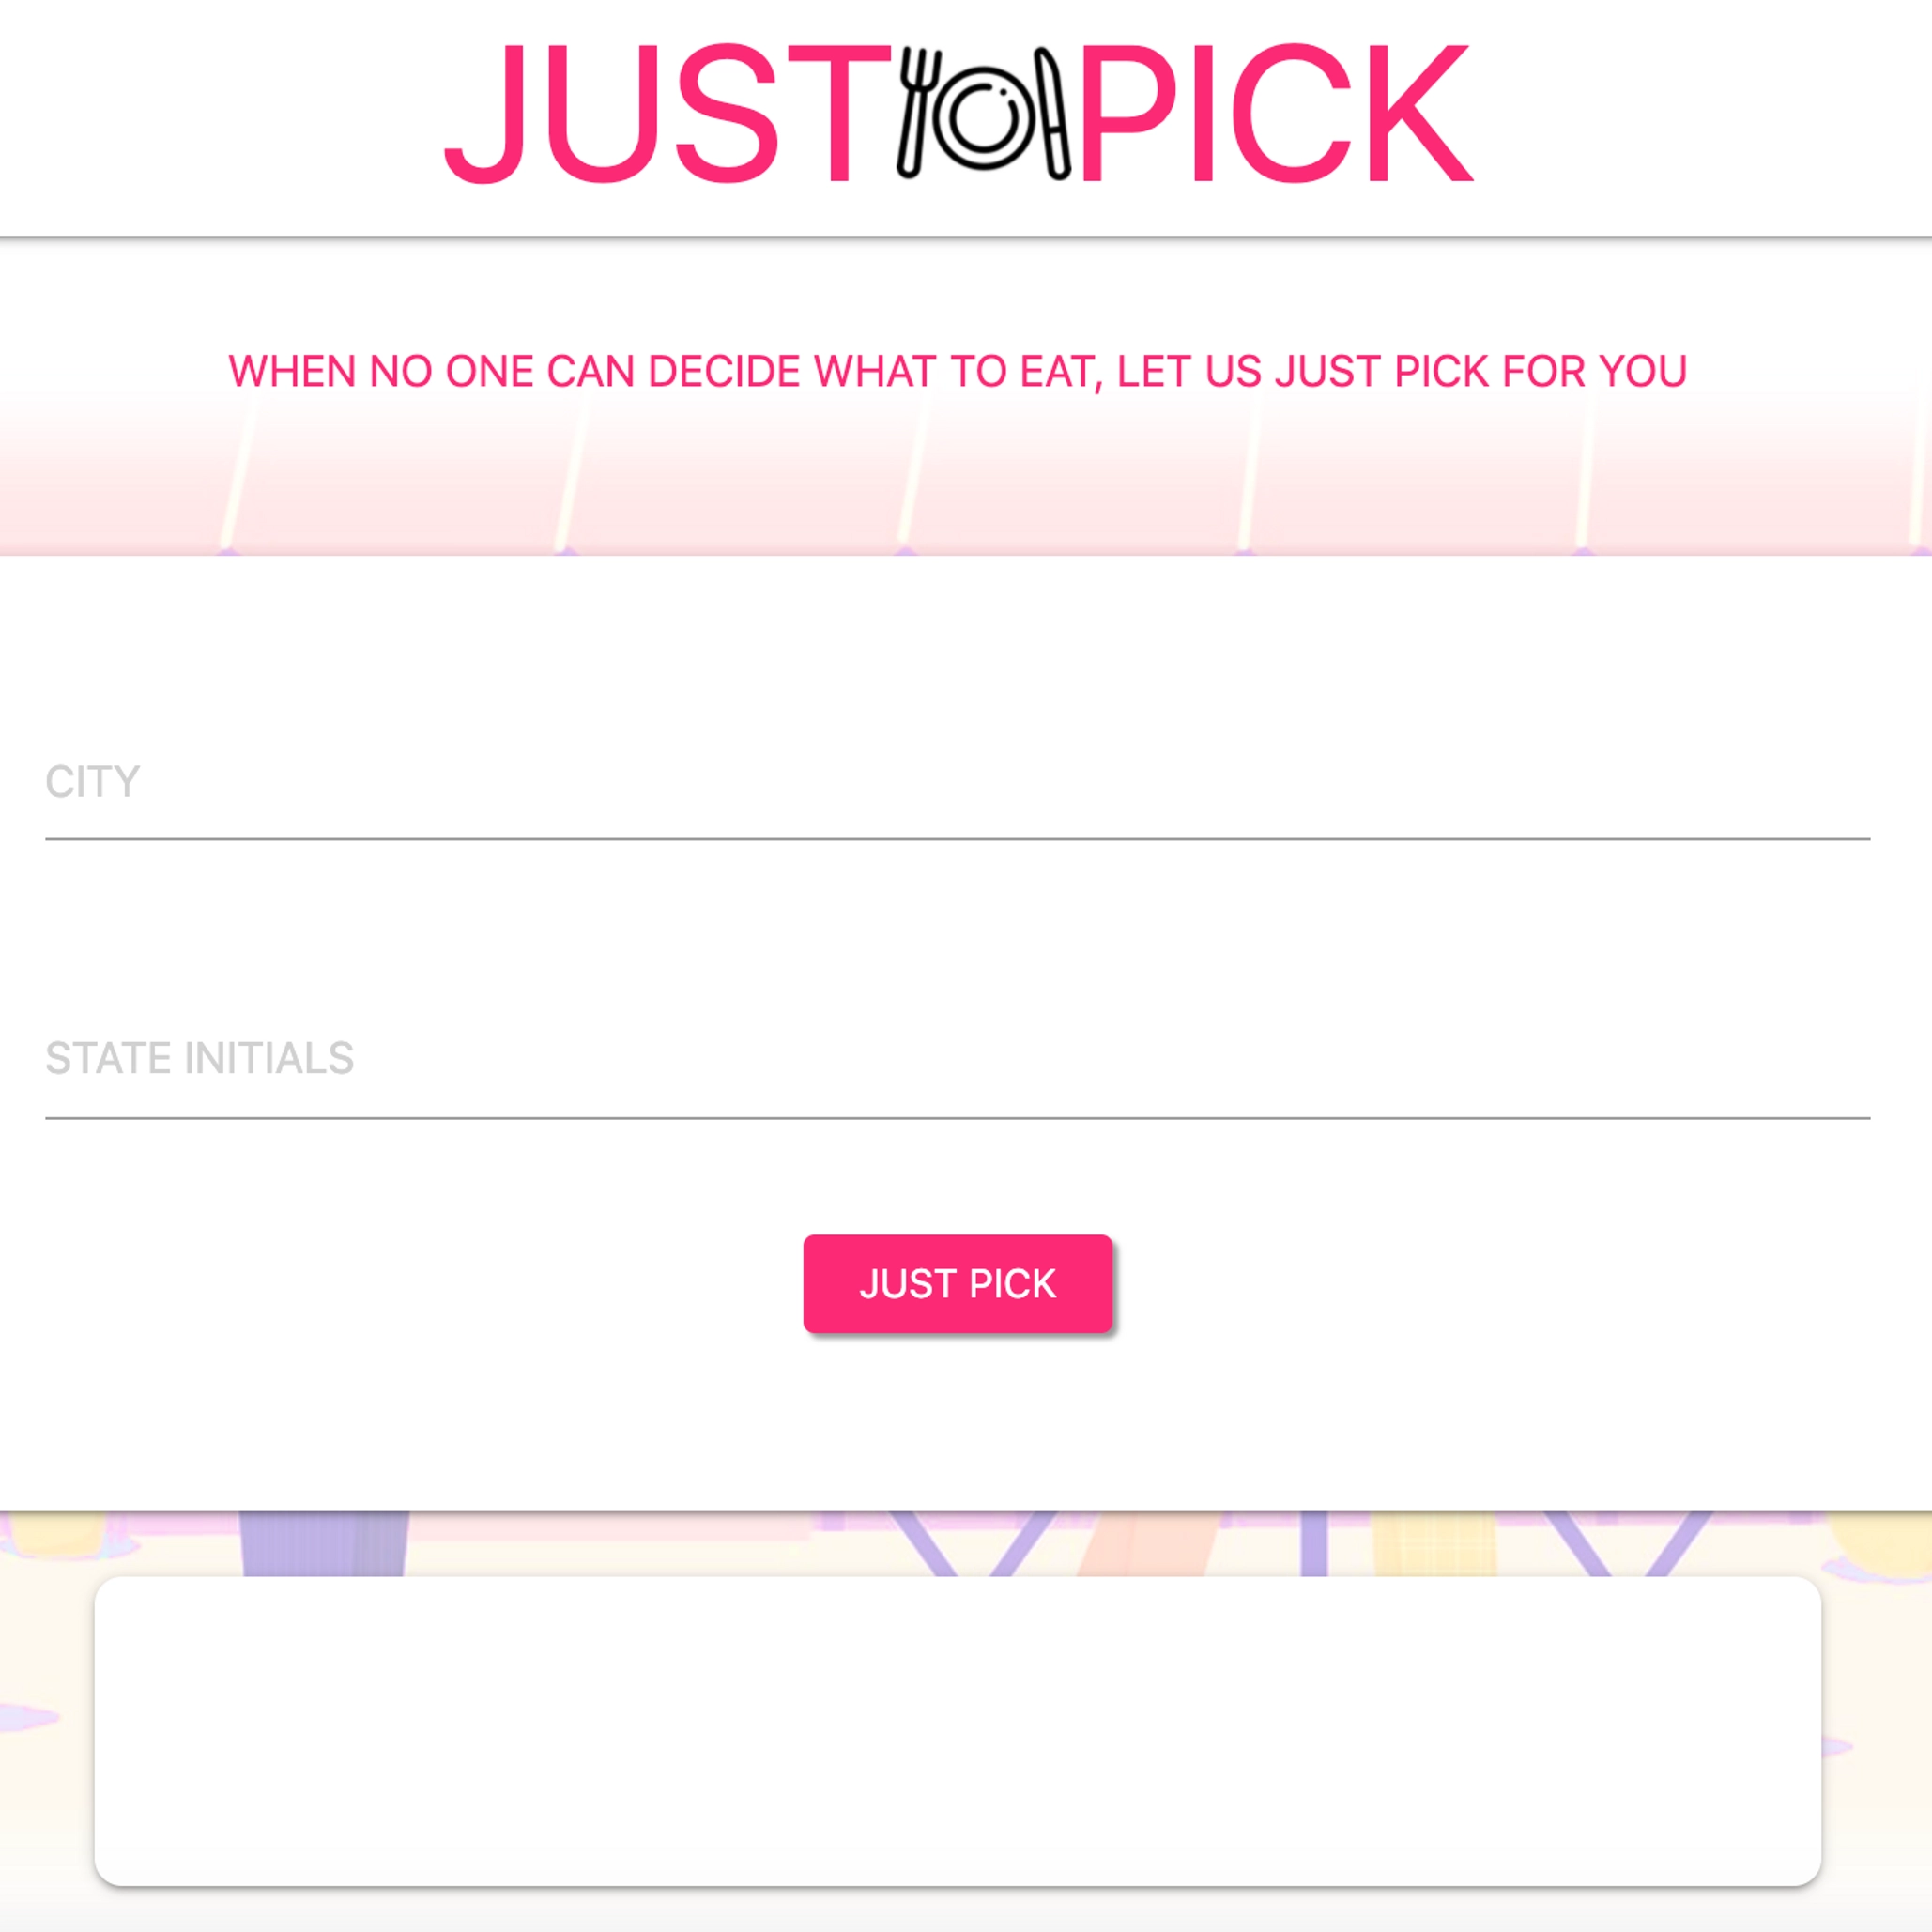 JUST PICK
WHEN NO ONE CAN DECIDE WHAT TO EAT, LET US JUST PICK FOR YOU
CITY
STATE INITIALS
JUST PICK